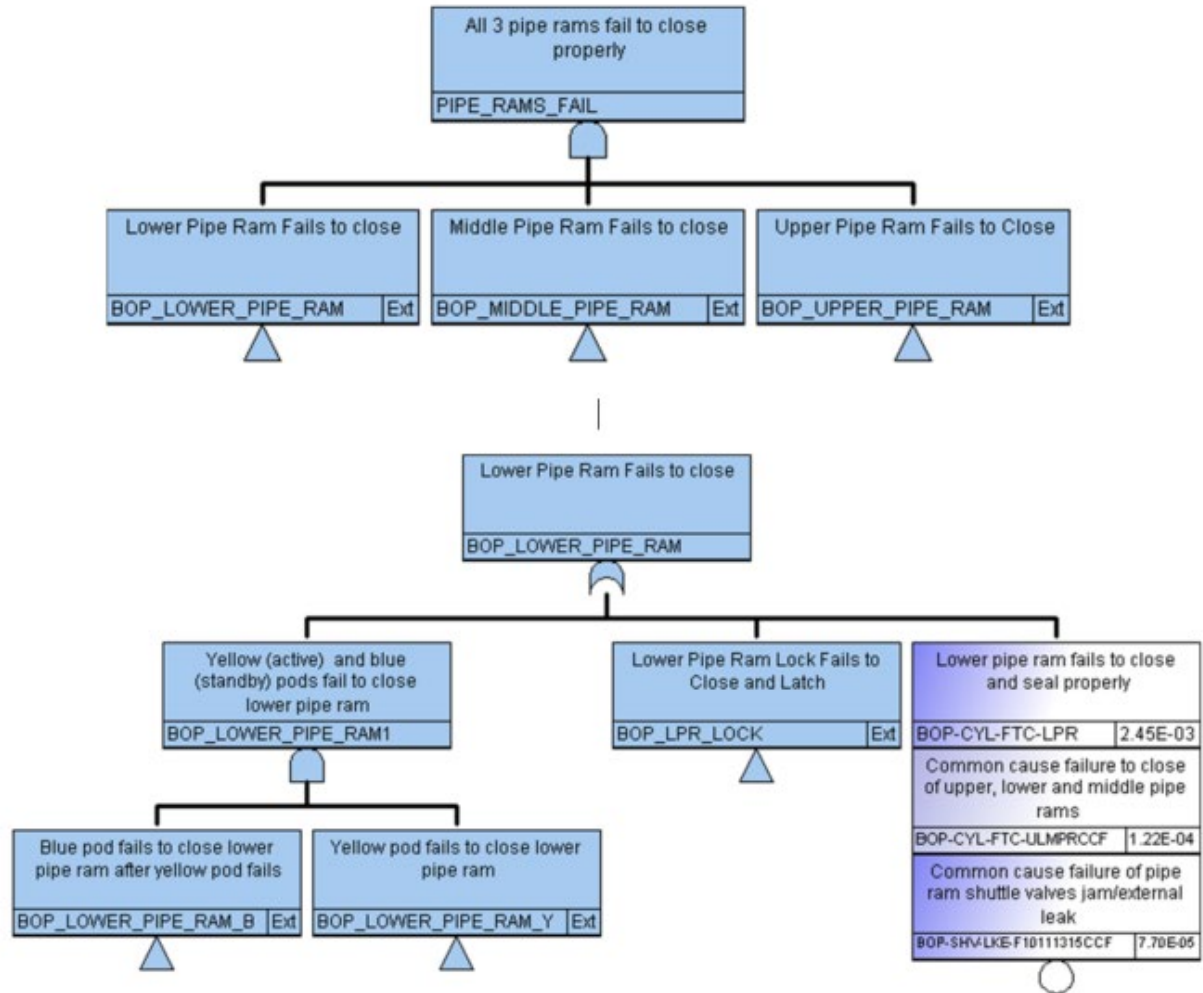 All 3 pipe rams fail to close
properly
PIPE_RAMS_FAIL
Lower Pipe Ram Fails to close
BOP_LOWER_PIPE_RAM Ext
Middle Pipe Ram Fails to close
BOP_MIDDLE_PIPE_RAM Ext
Upper Pipe Ram Fails to Close
BOP_UPPER_PIPE_RAM Ext
Lower Pipe Ram Fails to close
BOP_LOWER_PIPE_RAM
Yellow (active) and blue
(standby) pods fail to close
lower pipe ram
BOP_LOWER_PIPE_RAM1
Lower Pipe Ram Lock Fails to
Close and Latch
BOP_LPR_LOCK Ext
Lower pipe ram fails to close
and seal properly
BOP-CYL-FTC-LPR 2.45E-03
Common cause failure to close
of upper, lower and middle pipe
rams
BOP-CYL-FTC-ULMPRCCF 1.22E-04
Common cause failure of pipe
ram shuttle valves jam/external
leak
BOP-SHV-LKE-F10111315CCF 7.70E-05
Blue pod fails to close lower
pipe ram after yellow pod fails
BOP_LOWER_PIPE_RAM_B Ext
Yellow pod fails to close lower
pipe ram
BOP_LOWER_PIPE_RAM_Y Ext